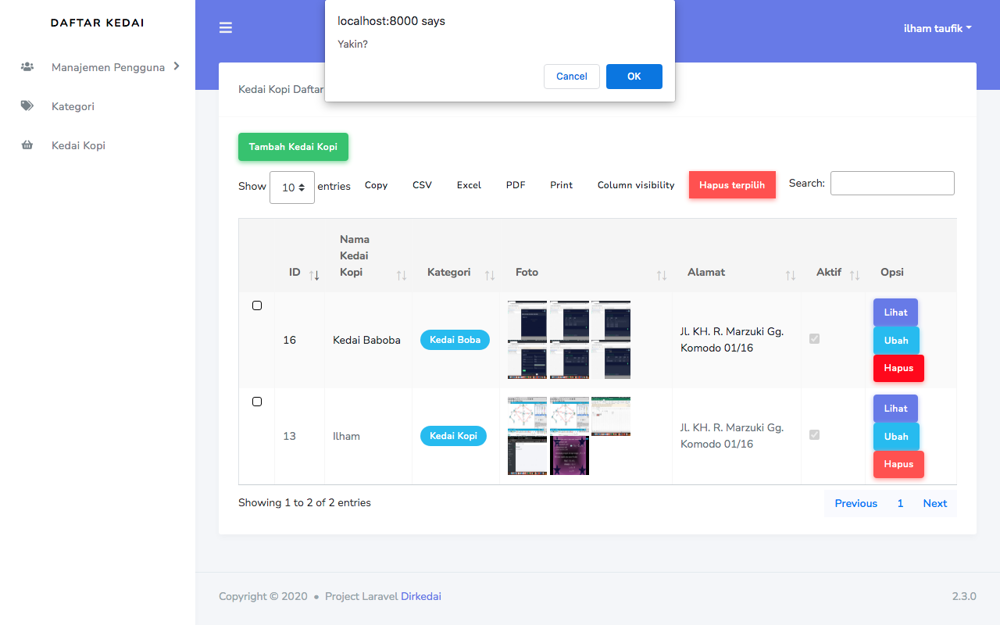 DAFTAR KEDAI
Manajemen Pengguna
Kategori
Kedai Kopi
localhost:8000 says
Yakin?
Cancel
OK
ilham taufik
Kedai Kopi Daftar
Tambah Kedai Kopi
Show 10 entries
Copy CSV Excel PDF Print Column visibility Hapus terpilih
Search:
ID Nama Kedai Kopi Kategori Foto Alamat Aktif Opsi
16 Kedai Baboba Kedai Boba Jl. KH. R. Marzuki Gg.
Komodo 01/16
Lihat
Ubah
Hapus
13 Ilham Kedai Kopi Jl. KH. R. Marzuki Gg.
Komodo 01/16
Lihat
Ubah
Hapus
Showing 1 to 2 of 2 entries
Previous 1 Next
Copyright © 2020 • Project Laravel Dirkedai
2.3.0